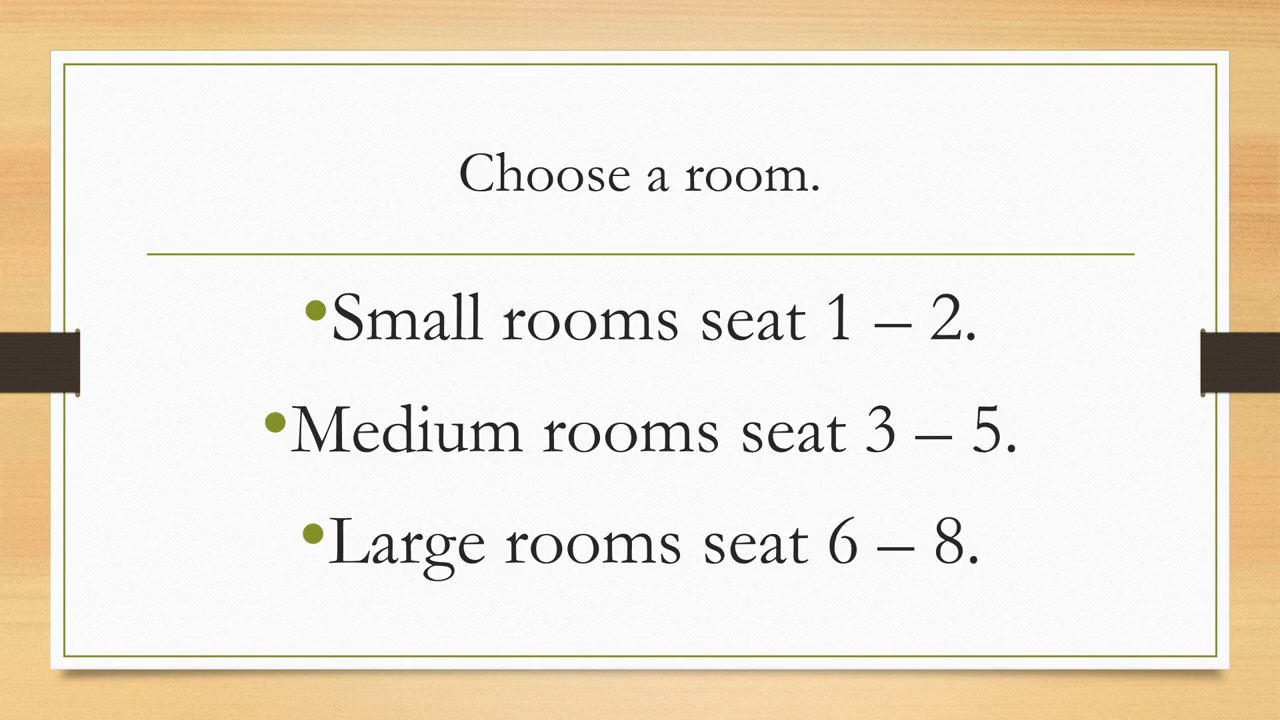 Choose a room.
•Small rooms seat 1 – 2.
•Medium rooms seat 3 – 5.
•Large rooms seat 6 – 8.